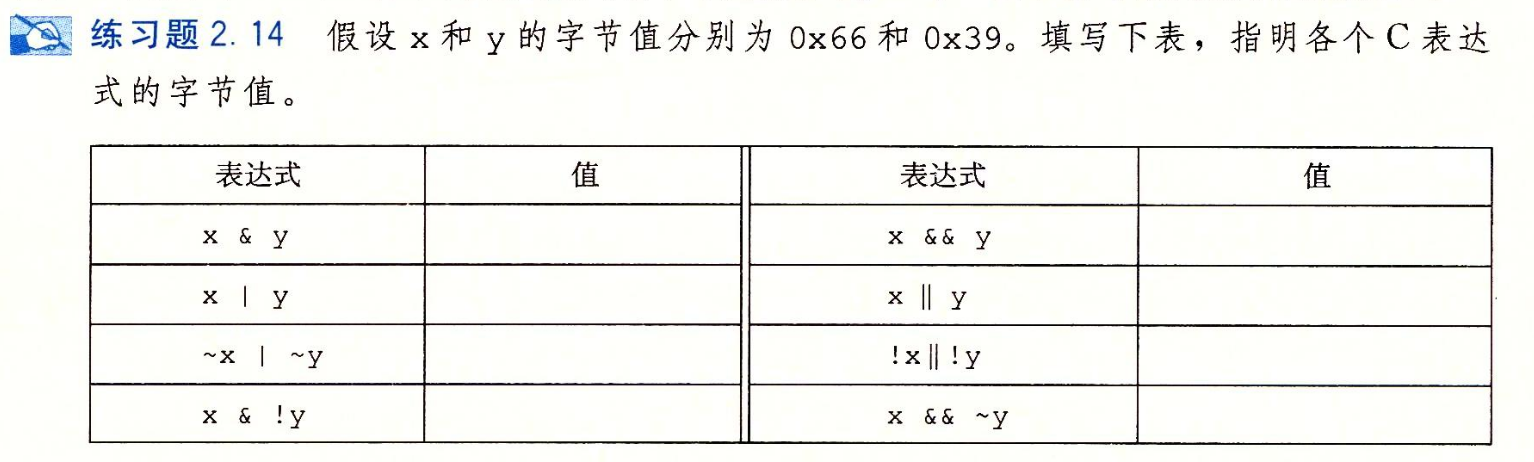 练习题 2.14 假设 x 和 y 的字节值分别为 0x66 和 0x39。填写下表，指明各个 C 表达
式的字节值。
表达式 值 表达式 值
x & y x && y
x | y x || y
~x | ~y !x||!y
x & !y x && ~y